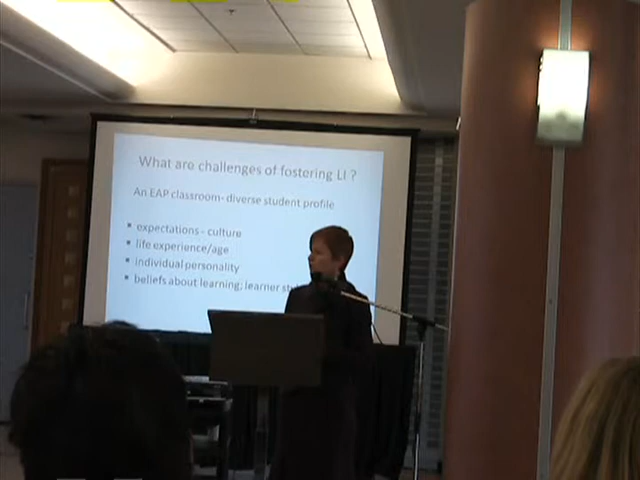 What are challenges of fostering LI ?
An EAP classroom- diverse student profile
▪ expectations - culture
▪ life experience/age
▪ individual personality
▪ beliefs about learning; learner